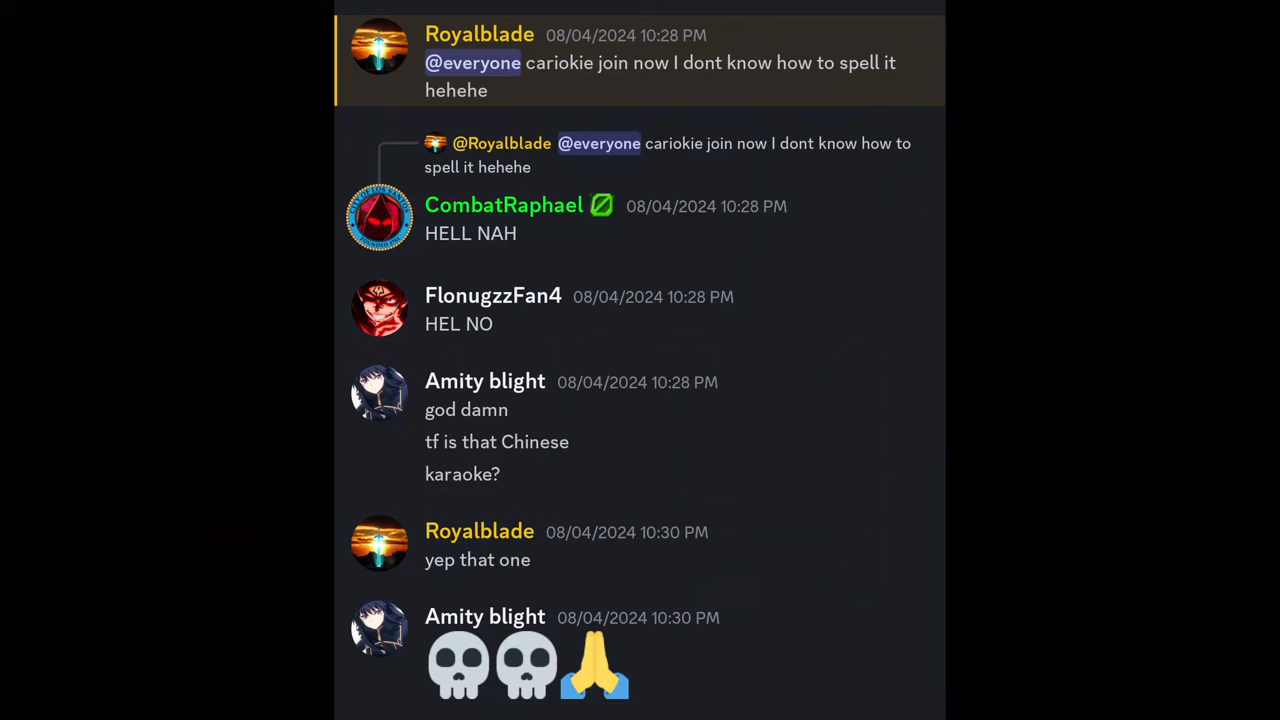 Royalblade 08/04/2024 10:28 PM
@everyone cariokie join now I dont know how to spell it
hehehe
@Royalblade @everyone cariokie join now I dont know how to
spell it hehehe
CombatRaphael 08/04/2024 10:28 PM
HELL NAH
FlonugzzFan4 08/04/2024 10:28 PM
HEL NO
Amity blight 08/04/2024 10:28 PM
god damn
tf is that Chinese
karaoke?
Royalblade 08/04/2024 10:30 PM
yep that one
Amity blight 08/04/2024 10:30 PM
💀💀🙏